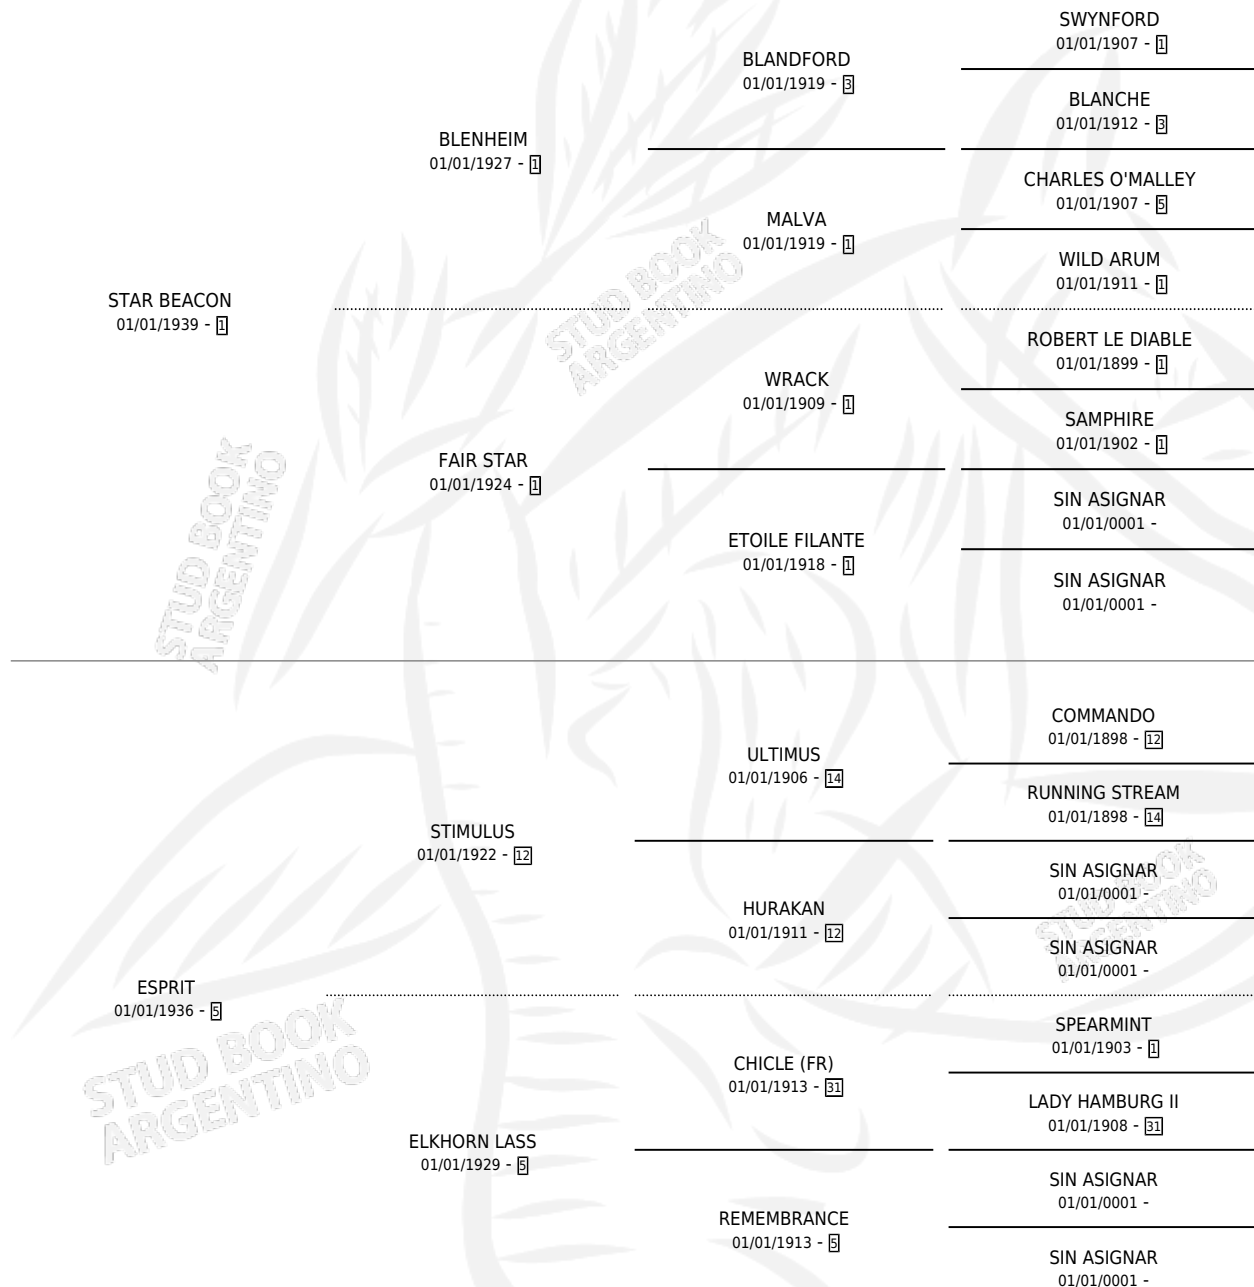 SWYNFORD
01/01/1907 - 1
BLANDFORD
01/01/1919 - 3
BLANCHE
01/01/1912 - 3
BLENHEIM
01/01/1927 - 1
CHARLES O'MALLEY
01/01/1907 - 5
MALVA
01/01/1919 - 1
WILD ARUM
01/01/1911 - 1
STAR BEACON
01/01/1939 - 1
ROBERT LE DIABLE
01/01/1899 - 1
WRACK
01/01/1909 - 1
SAMPHIRE
01/01/1902 - 1
FAIR STAR
01/01/1924 - 1
SIN ASIGNAR
01/01/0001 -
ETOILE FILANTE
01/01/1918 - 1
SIN ASIGNAR
01/01/0001 -
COMMANDO
01/01/1898 - 12
ULTIMUS
01/01/1906 - 14
RUNNING STREAM
01/01/1898 - 14
STIMULUS
01/01/1922 - 12
SIN ASIGNAR
01/01/0001 -
HURAKAN
01/01/1911 - 12
SIN ASIGNAR
01/01/0001 -
ESPRIT
01/01/1936 - 5
SPEARMINT
01/01/1903 - 1
CHICLE (FR)
01/01/1913 - 31
LADY HAMBURG II
01/01/1908 - 31
ELKHORN LASS
01/01/1929 - 5
SIN ASIGNAR
01/01/0001 -
REMEMBRANCE
01/01/1913 - 5
SIN ASIGNAR
01/01/0001 -
STUD BOOK
ARGENTINO
STUD BOOK
ARGENTINO
STUD BOOK
ARGENTINO
STUD BOOK
ARGENTINO